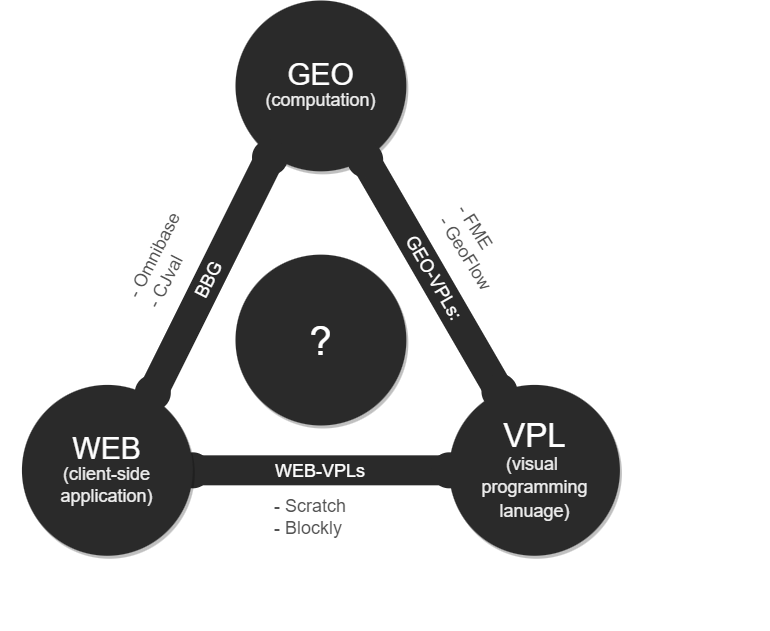 GEO
(computation)
- Omnibase
- CJval
BBG
- FME
- GeoFlow
GEO-VPLs:
?
WEB
(client-side
application)
WEB-VPLs
- Scratch
- Blockly
VPL
(visual
programming
lanuage)